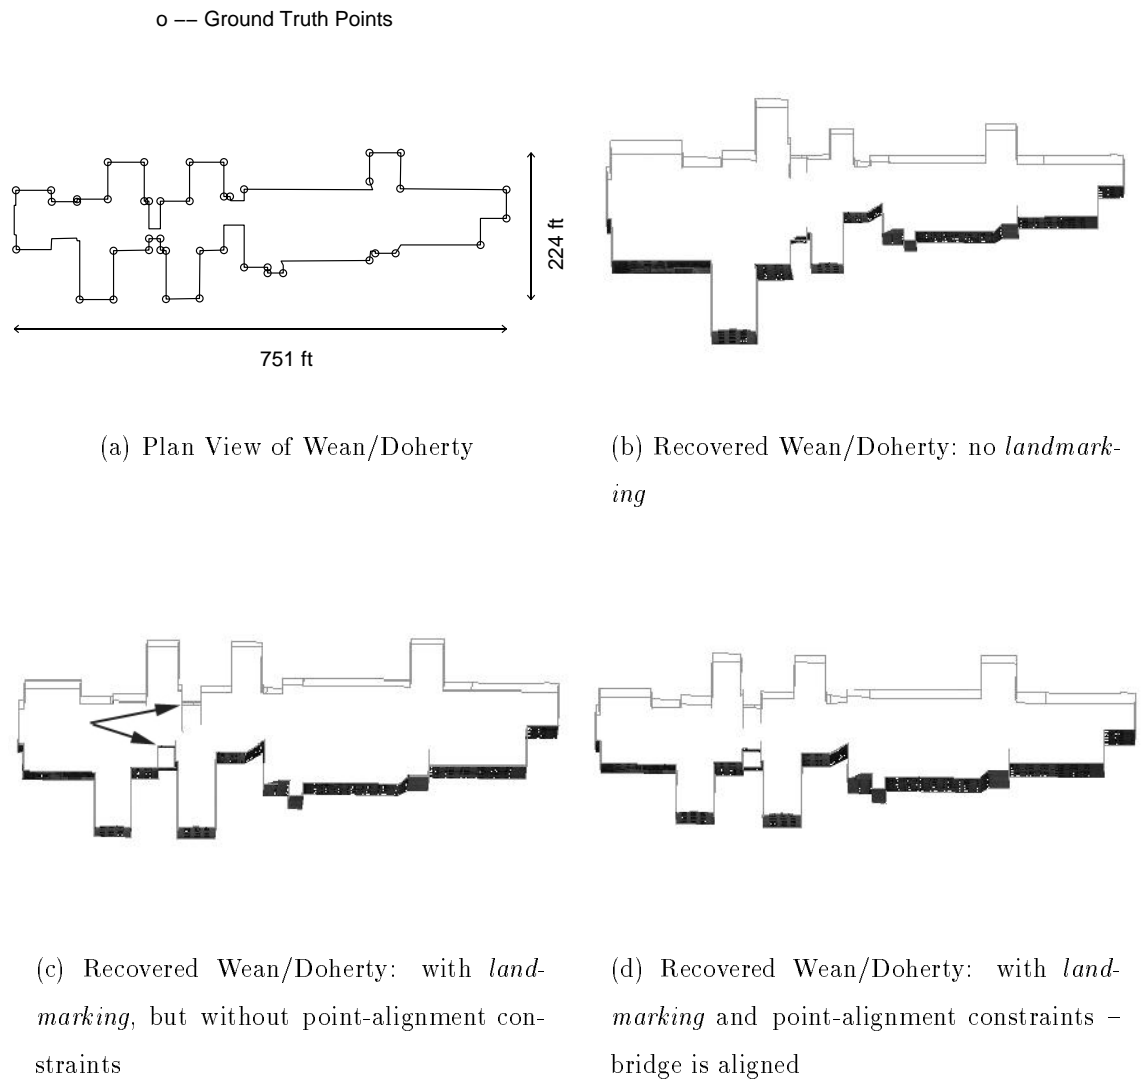 o –– Ground Truth Points
224 ft
751 ft
(a) Plan View of Wean/Doherty
(b) Recovered Wean/Doherty: no landmark-
ing
(c) Recovered Wean/Doherty: with land-
marking, but without point-alignment con-
straints
(d) Recovered Wean/Doherty: with land-
marking and point-alignment constraints –
bridge is aligned